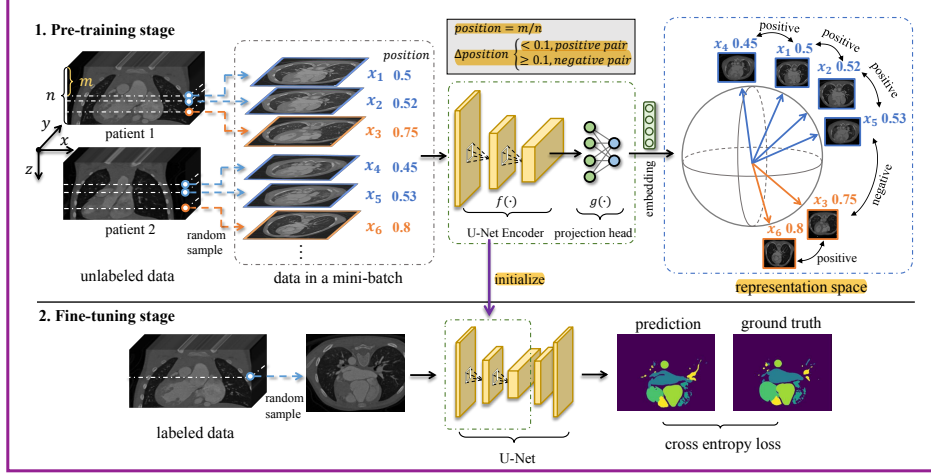 1. Pre-training stage
position = m/n
Δposition { < 0.1, positive pair
≥ 0.1, negative pair
m
n
y
x
z
patient 1
patient 2
random
sample
unlabeled data
position
x1 0.5
x2 0.52
x3 0.75
x4 0.45
x5 0.53
x6 0.8
⋮
data in a mini-batch
f(·)
U-Net Encoder
g(·)
projection head
embedding
x4 0.45
positive
x1 0.5
positive
x2 0.52
positive
x5 0.53
negative
x3 0.75
x6 0.8
positive
representation space
initialize
2. Fine-tuning stage
labeled data
random
sample
U-Net
prediction
ground truth
cross entropy loss